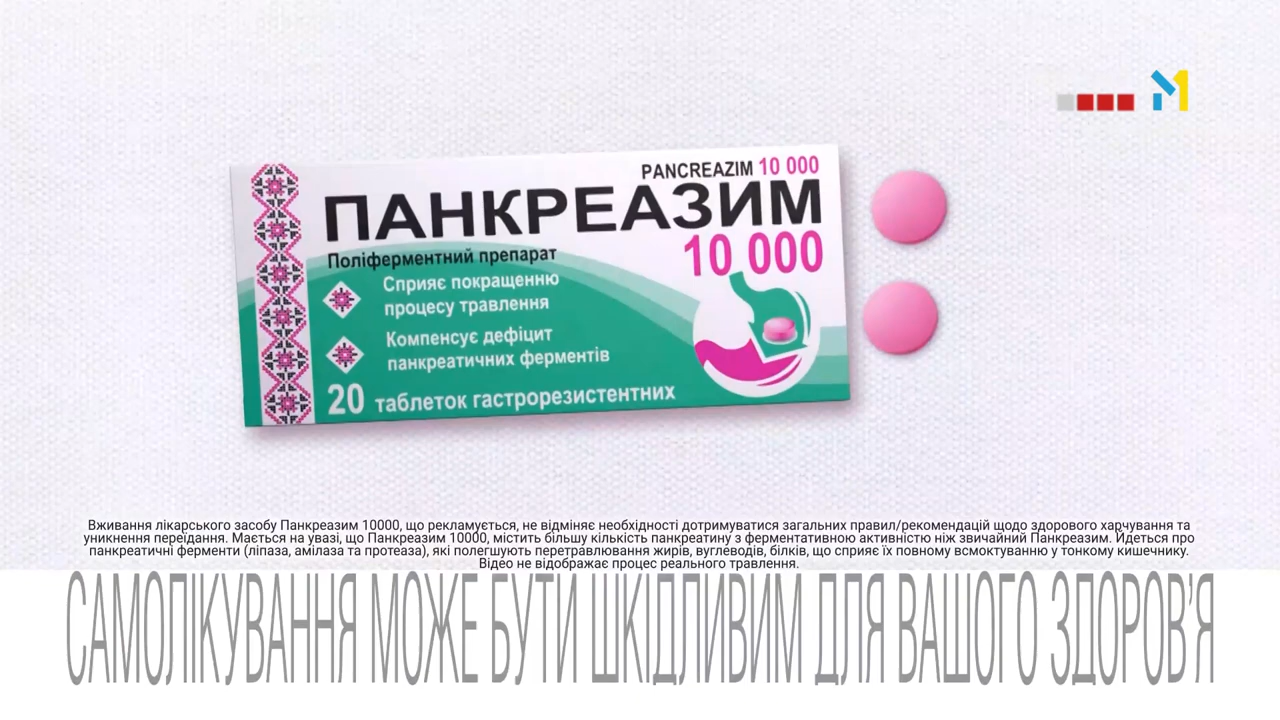 M1
PANCREAZIM 10 000
ПАНКРЕАЗИМ
10 000
Поліферментний препарат
Сприяє покращенню
процесу травлення
Компенсує дефіцит
панкреатичних ферментів
20 таблеток гастрорезистентних
Вживання лікарського засобу Панкреазим 10000, що рекламується, не відміняє необхідності дотримуватися загальних правил/рекомендацій щодо здорового харчування та
уникнення переїдання. Мається на увазі, що Панкреазим 10000, містить більшу кількість панкреатину з ферментативною активністю ніж звичайний Панкреазим. Йдеться про
панкреатичні ферменти (ліпаза, амілаза та протеаза), які полегшують перетравлювання жирів, вуглеводів, білків, що сприяє їх повному всмоктуванню у тонкому кишечнику.
Відео не відображає процес реального травлення.
САМОЛІКУВАННЯ МОЖЕ БУТИ ШКІДЛИВИМ ДЛЯ ВАШОГО ЗДОРОВ’Я